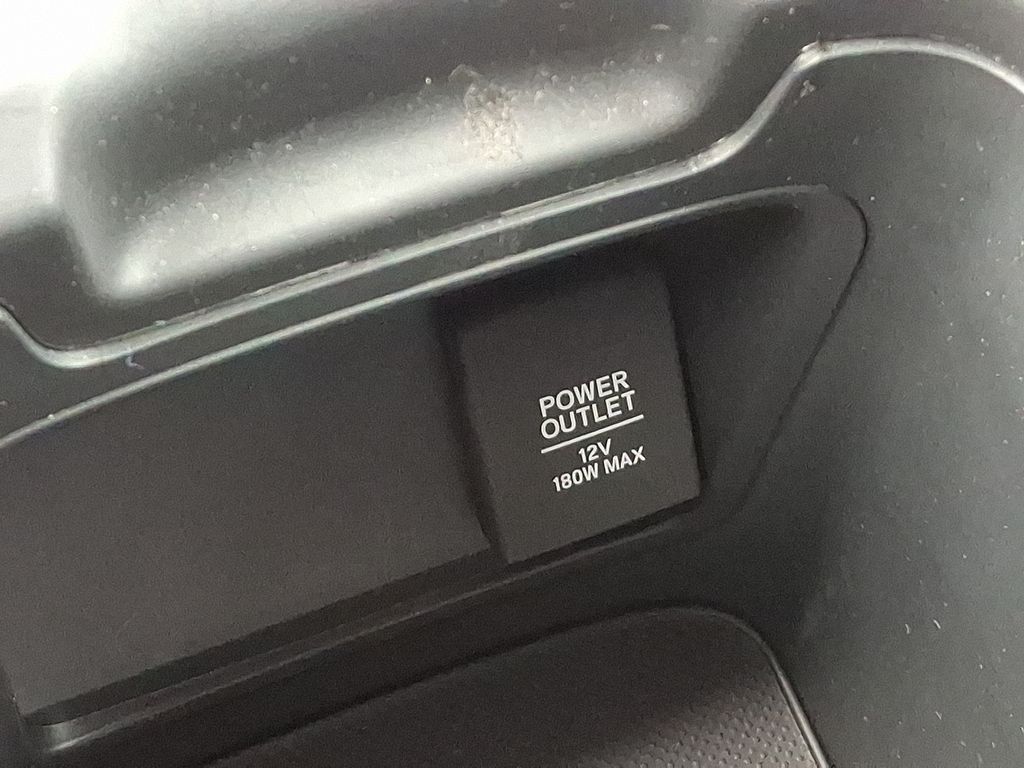 POWER
OUTLET
12V
180W MAX